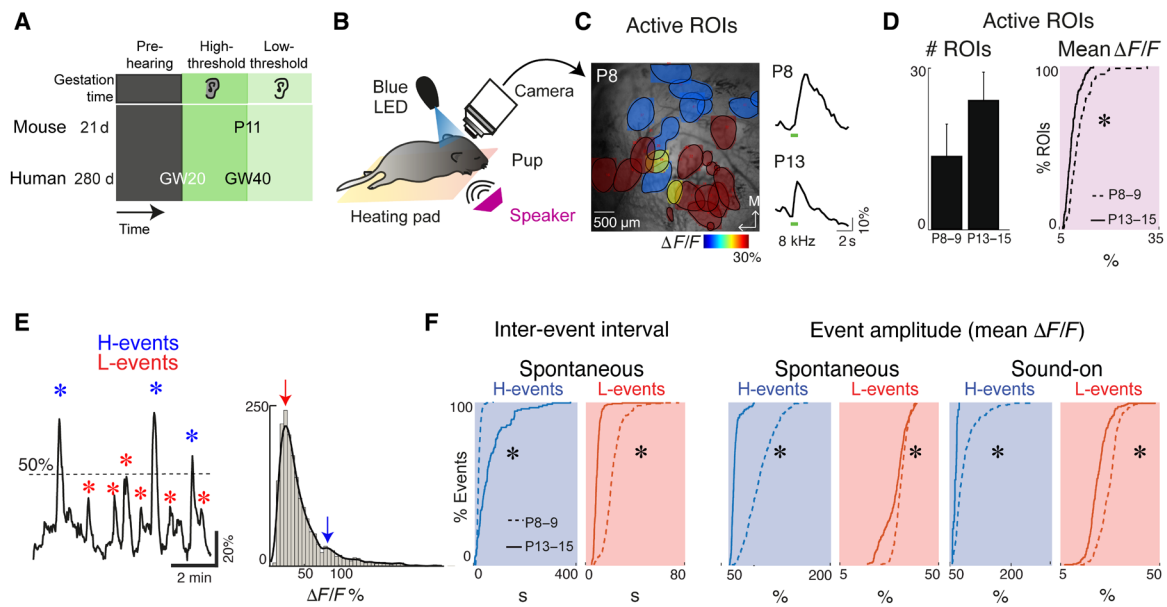 A
Pre-hearing
High-threshold
Low-threshold
Gestation time
Mouse 21 d
P11
Human 280 d
GW20
GW40
Time
B
Blue LED
Camera
Pup
Heating pad
Speaker
C
Active ROIs
P8
500 µm
M
L
ΔF/F
30%
P8
P13
8 kHz
2 s
10%
D
Active ROIs
# ROIs
30
0
P8–9
P13–15
Mean ΔF/F
100
% ROIs
0
P8–9
P13–15
5
35
%
E
H-events
L-events
*
*
*
*
*
*
*
*
*
50%
20%
2 min
250
0
50
100
ΔF/F %
F
Inter-event interval
Spontaneous
H-events
L-events
100
% Events
0
*
P8–9
P13–15
0
400
s
*
0
80
s
Event amplitude (mean ΔF/F)
Spontaneous
H-events
L-events
*
50
200
%
*
5
50
%
Sound-on
H-events
L-events
*
50
200
%
*
5
50
%